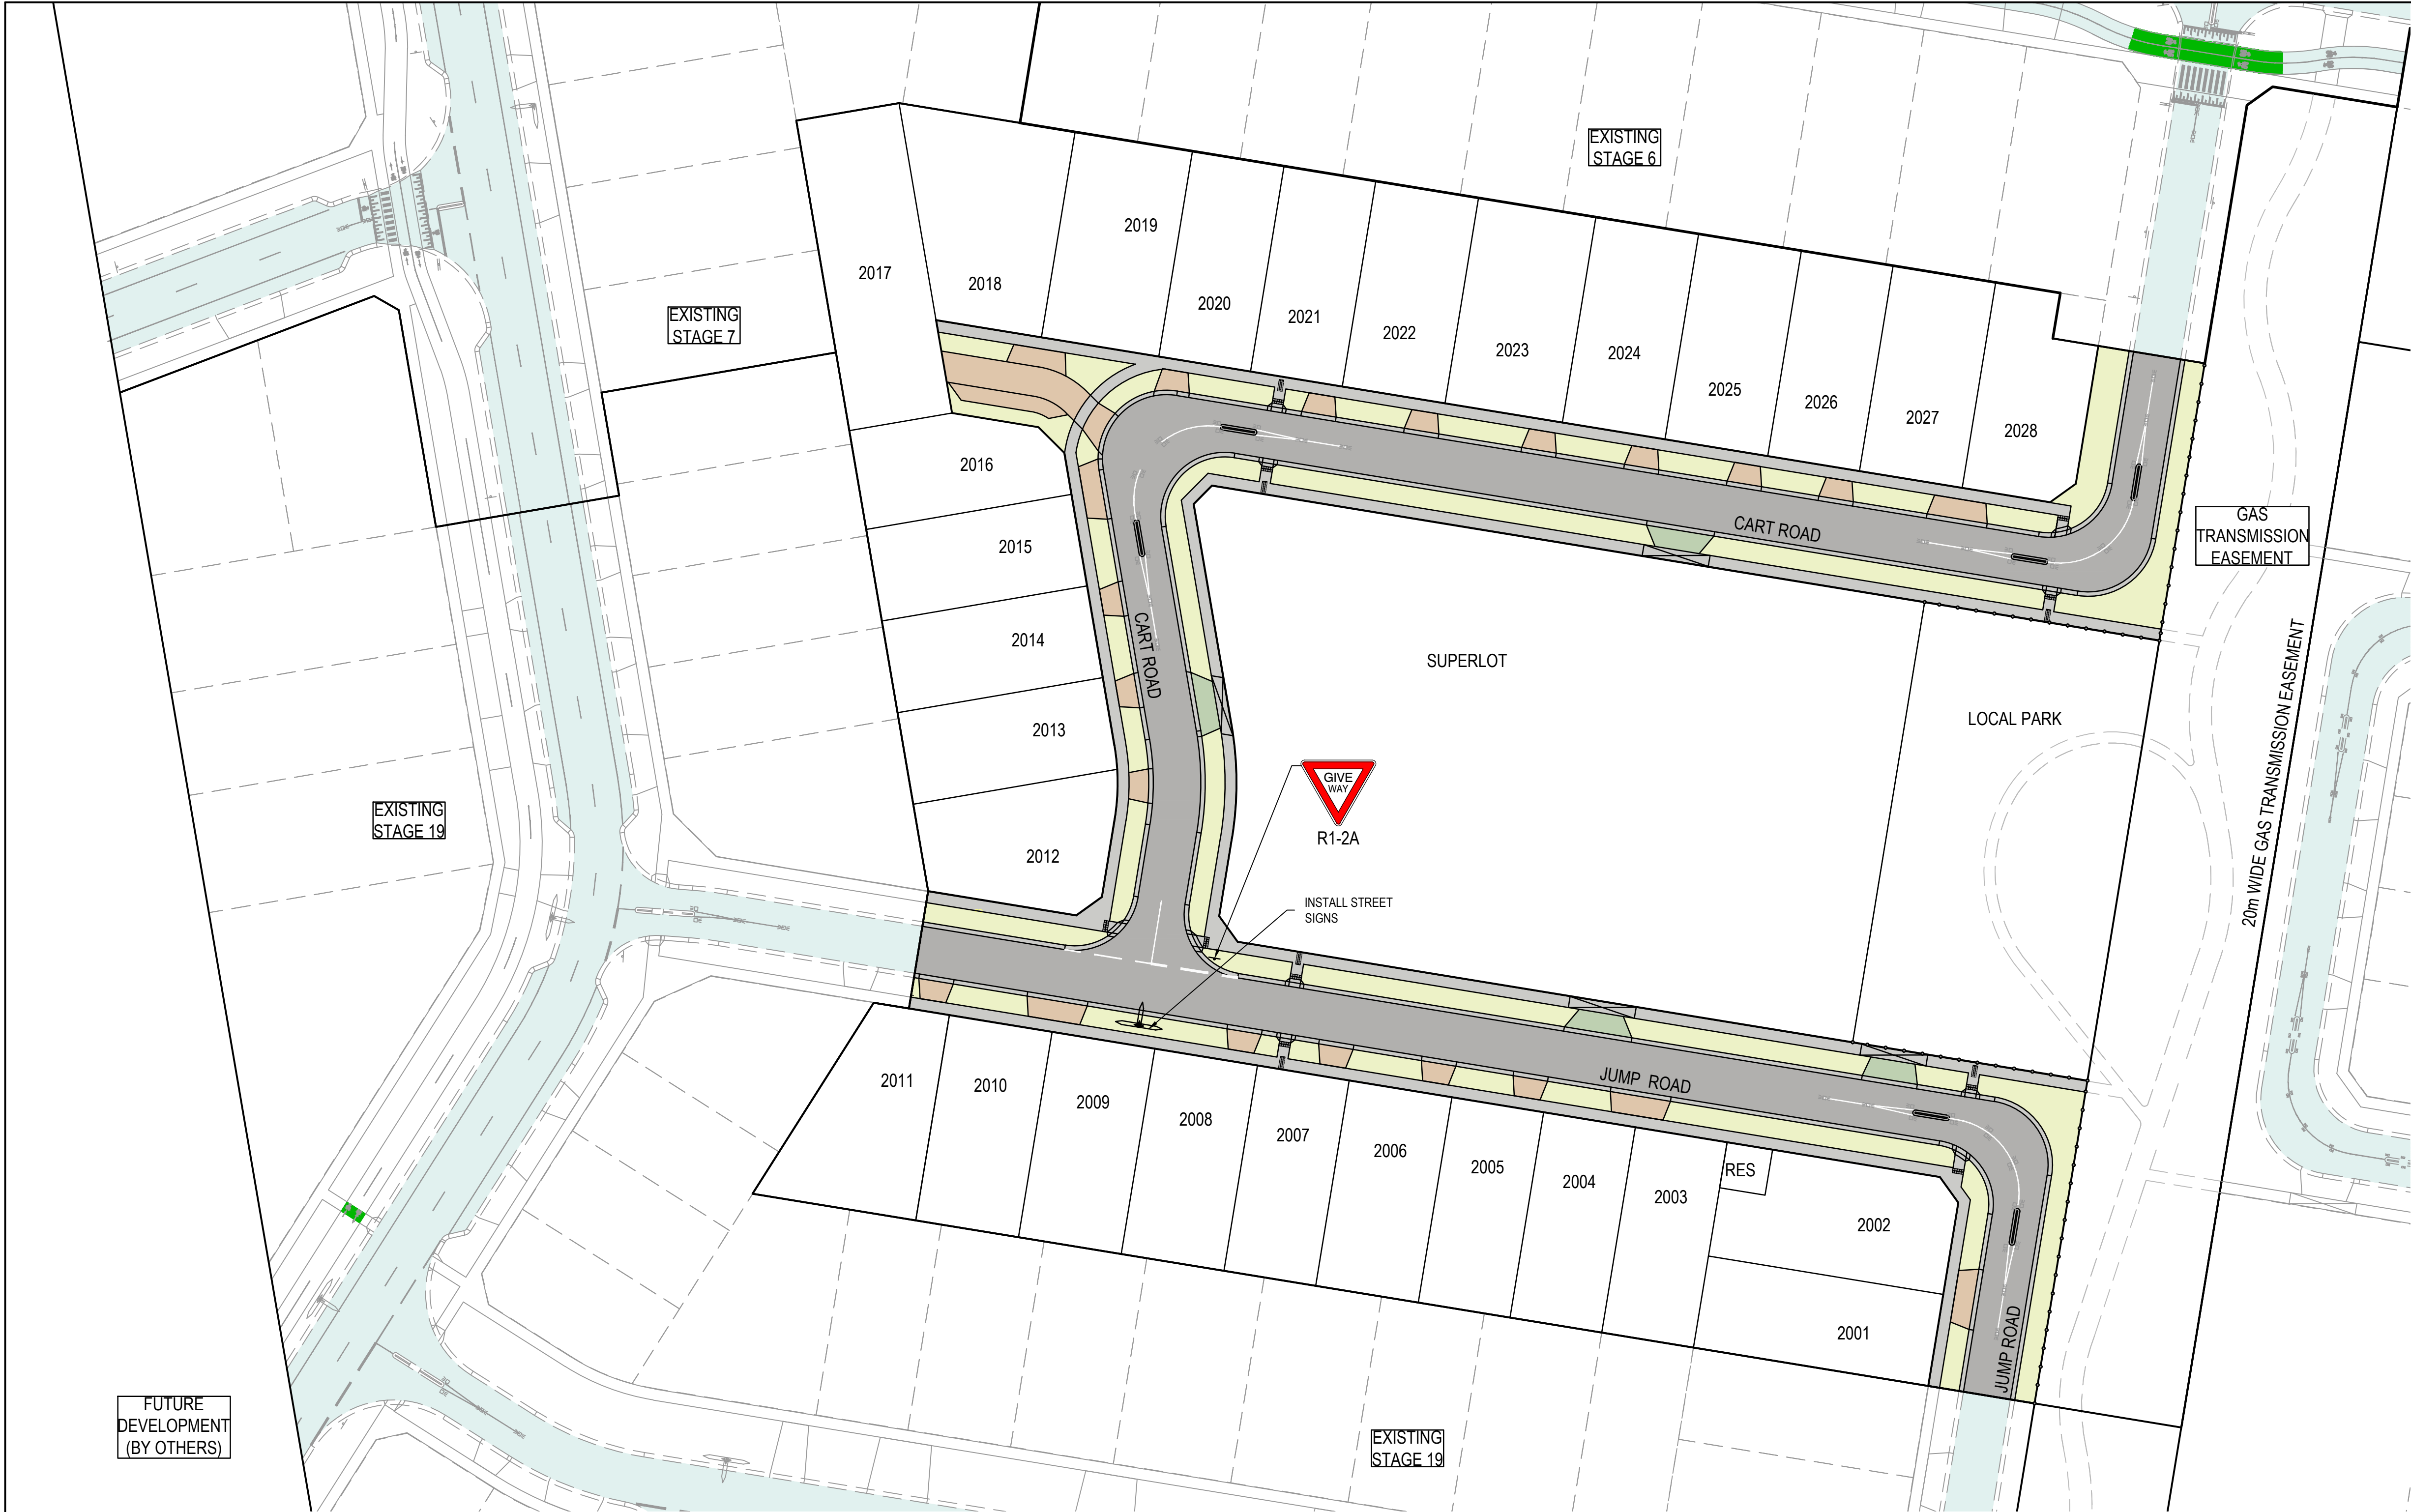 EXISTING
STAGE 6
2019
2017
2018
2020
2021
2022
2023
2024
2025
2026
2027
2028
EXISTING
STAGE 7
2016
2015
2014
2013
2012
CART ROAD
CART ROAD
GAS
TRANSMISSION
EASEMENT
SUPERLOT
LOCAL PARK
20m WIDE GAS TRANSMISSION EASEMENT
GIVE
WAY
R1-2A
INSTALL STREET
SIGNS
EXISTING
STAGE 19
2011
2010
2009
2008
2007
2006
2005
2004
2003
RES
2002
2001
JUMP ROAD
JUMP ROAD
FUTURE
DEVELOPMENT
(BY OTHERS)
EXISTING
STAGE 19